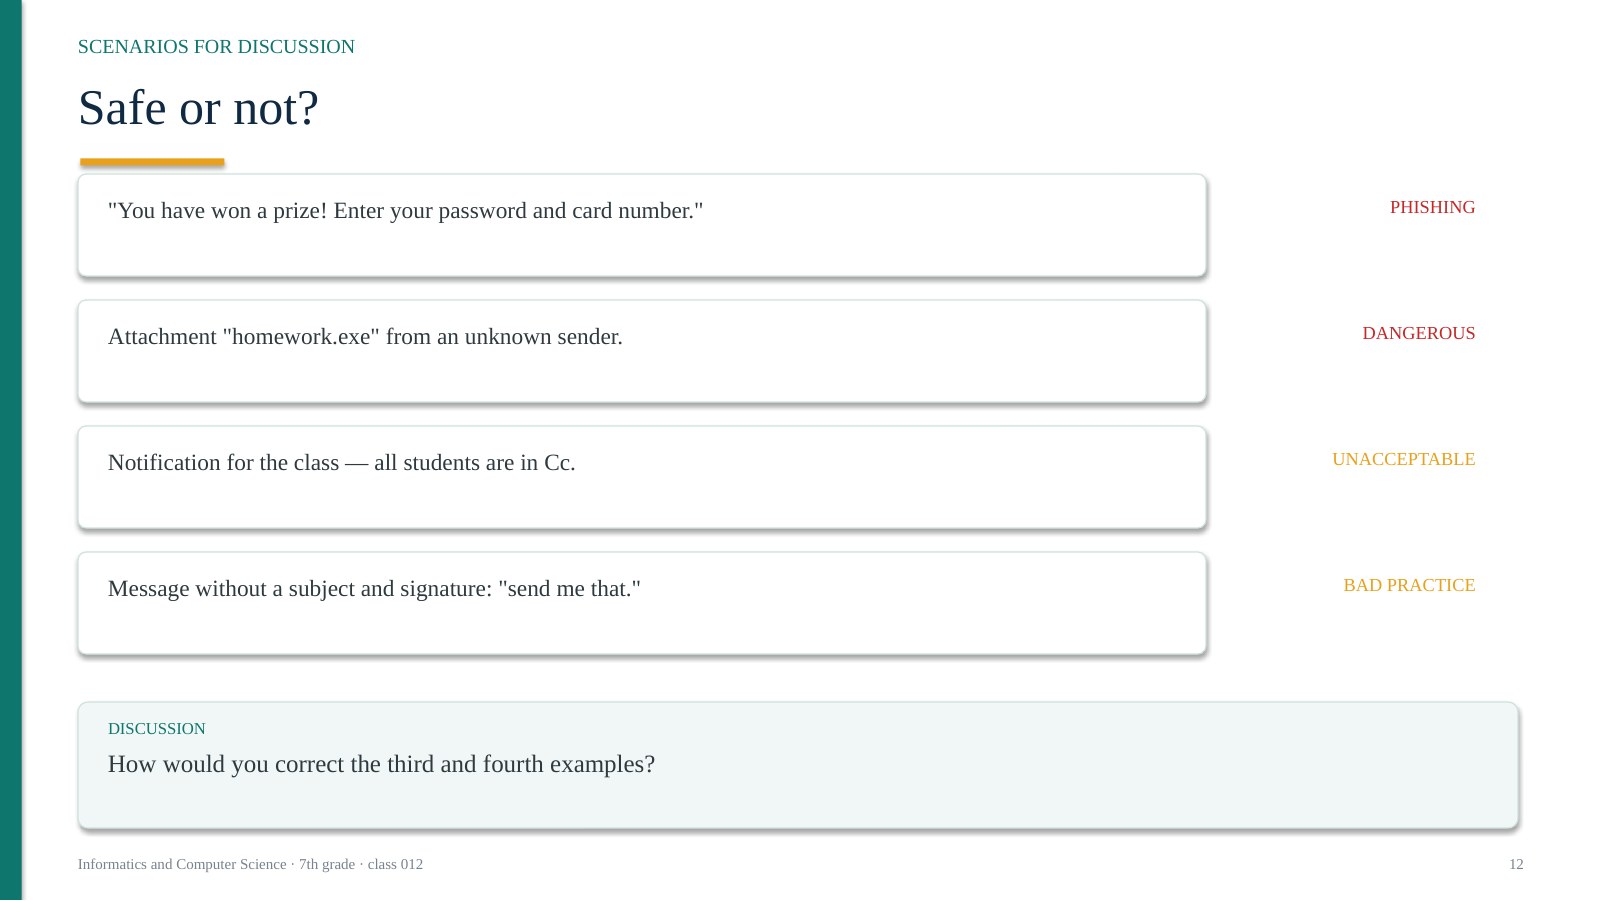 SCENARIOS FOR DISCUSSION
Safe or not?
"You have won a prize! Enter your password and card number."
PHISHING
Attachment "homework.exe" from an unknown sender.
DANGEROUS
Notification for the class — all students are in Cc.
UNACCEPTABLE
Message without a subject and signature: "send me that."
BAD PRACTICE
DISCUSSION
How would you correct the third and fourth examples?
Informatics and Computer Science · 7th grade · class 012
12